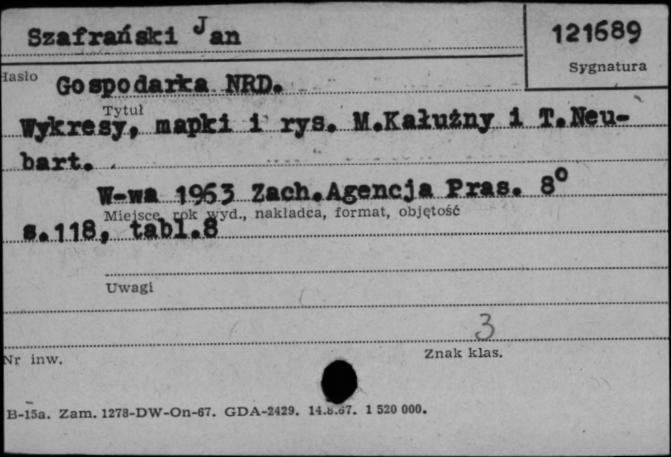 Szafrański Jan
121689
Hasło
Sygnatura
Gospodarka NRD.
Tytuł
Wykresy, mapki i rys. M.Kałużny i T.Neu-
bart.
W-wa 1963 Zach.Agencja Pras. 8°
Miejsce, rok wyd., nakładca, format, objętość
s.118, tabl.8
Uwagi
3
Nr inw.
Znak klas.
B-15a. Zam. 1278-DW-On-67. GDA-2429. 14.8.67. 1 520 000.